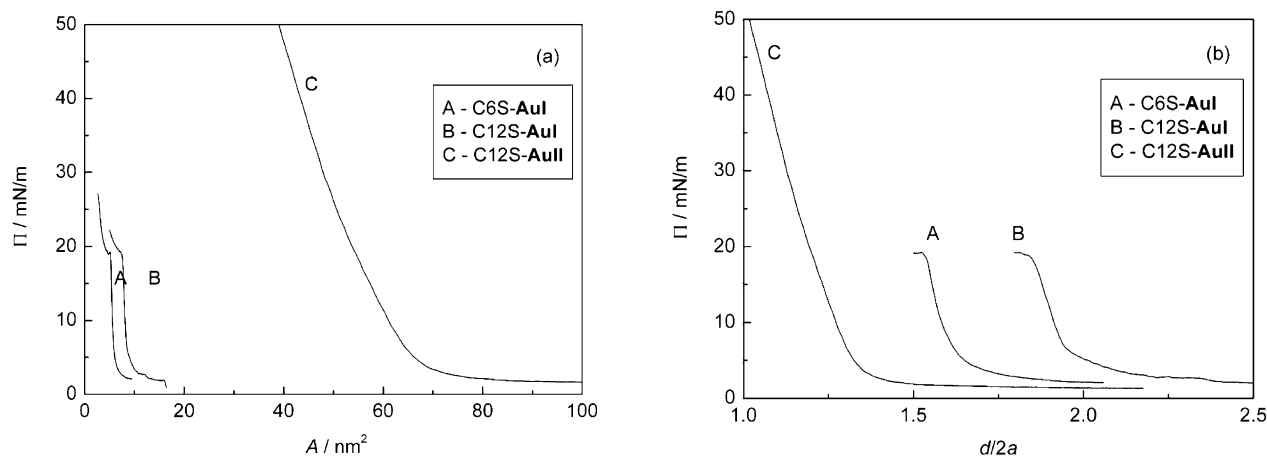 50
40
30
20
10
0
Π / mN/m
0 20 40 60 80 100
A / nm²
(a)
C
A - C6S-AuI
B - C12S-AuI
C - C12S-AuII
A B
50
40
30
20
10
0
Π / mN/m
1.0 1.5 2.0 2.5
d/2a
(b)
C
A - C6S-AuI
B - C12S-AuI
C - C12S-AuII
A B